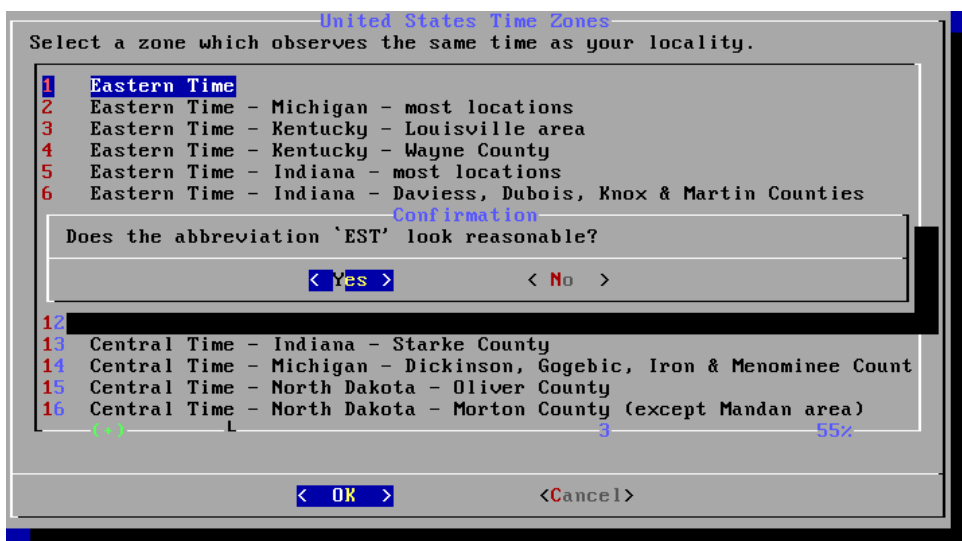 United States Time Zones
Select a zone which observes the same time as your locality.
1 Eastern Time
2 Eastern Time - Michigan - most locations
3 Eastern Time - Kentucky - Louisville area
4 Eastern Time - Kentucky - Wayne County
5 Eastern Time - Indiana - most locations
6 Eastern Time - Indiana - Daviess, Dubois, Knox & Martin Counties
Confirmation
Does the abbreviation `EST' look reasonable?
< Yes > < No >
12
13 Central Time - Indiana - Starke County
14 Central Time - Michigan - Dickinson, Gogebic, Iron & Menominee Count
15 Central Time - North Dakota - Oliver County
16 Central Time - North Dakota - Morton County (except Mandan area)
(+) 3 55%
< OK > <Cancel>